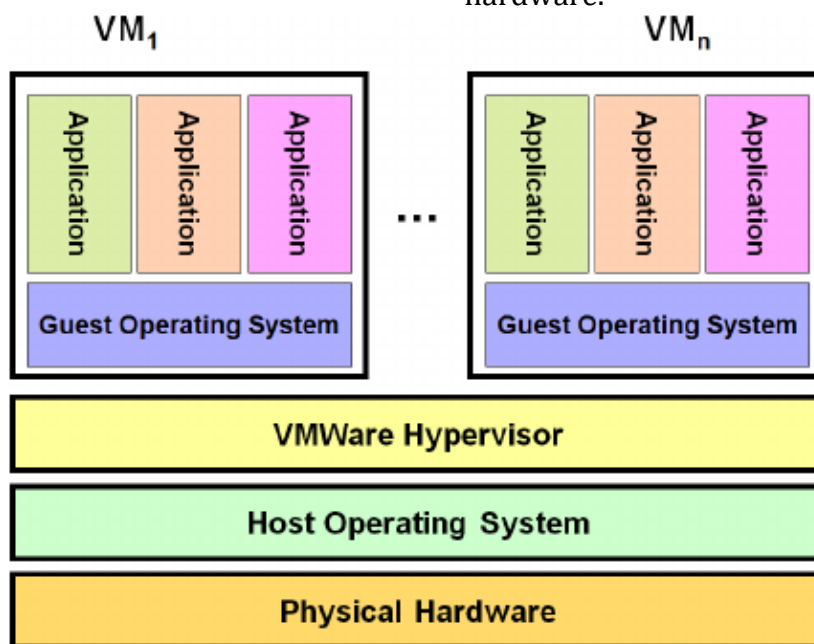 hardware.
VM1 VMn
Application Application Application ... Application Application Application
Guest Operating System Guest Operating System
VMWare Hypervisor
Host Operating System
Physical Hardware